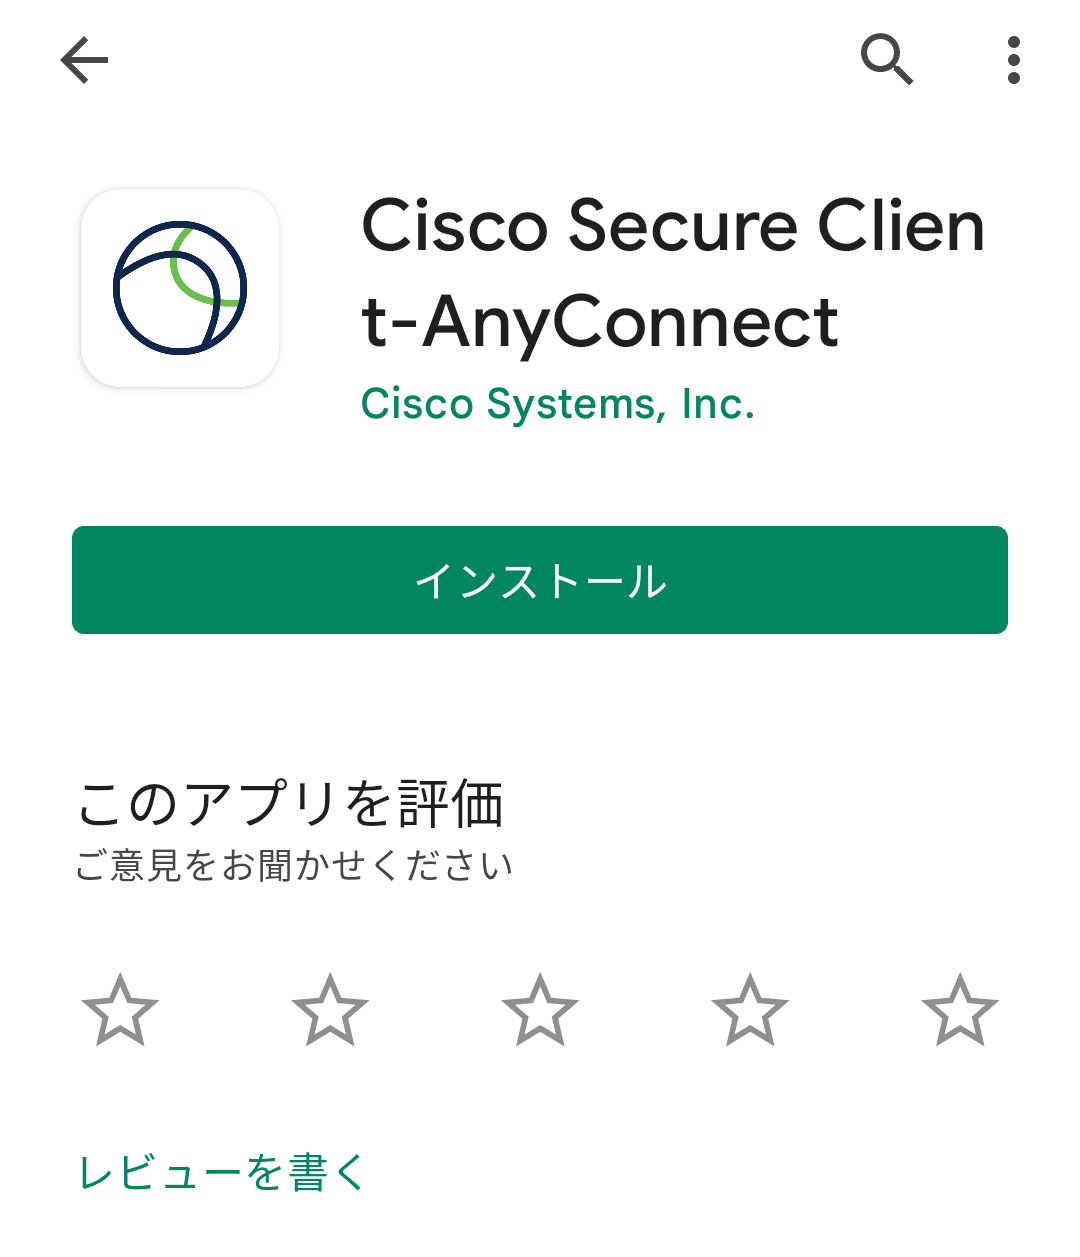 Cisco Secure Clien
t-AnyConnect
Cisco Systems, Inc.
インストール
このアプリを評価
ご意見をお聞かせください
レビューを書く